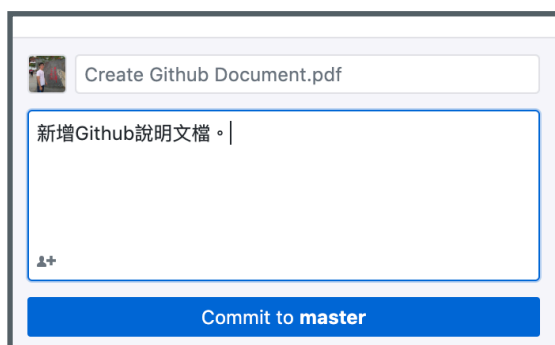 Create Github Document.pdf
新增Github說明文檔。
Commit to master